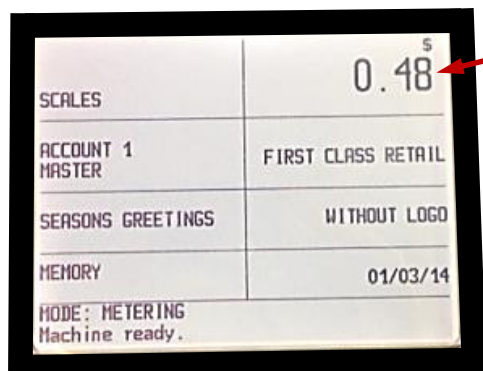 $
SCALES 0.48
ACCOUNT 1
MASTER
FIRST CLASS RETAIL
SEASONS GREETINGS WITHOUT LOGO
MEMORY 01/03/14
MODE: METERING
Machine ready.